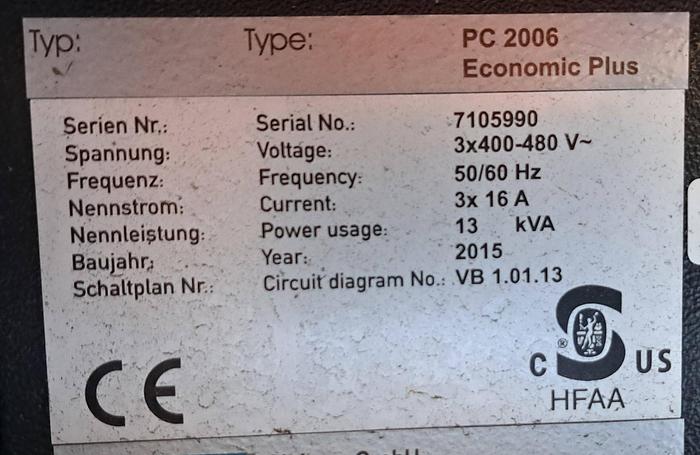 Typ: Type: PC 2006
Economic Plus
Serien Nr.: Serial No.: 7105990
Spannung: Voltage: 3x400-480 V~
Frequenz: Frequency: 50/60 Hz
Nennstrom: Current: 3x 16 A
Nennleistung: Power usage: 13 kVA
Baujahr: Year: 2015
Schaltplan Nr.: Circuit diagram No.: VB 1.01.13
CE
C S ® US
HFAA